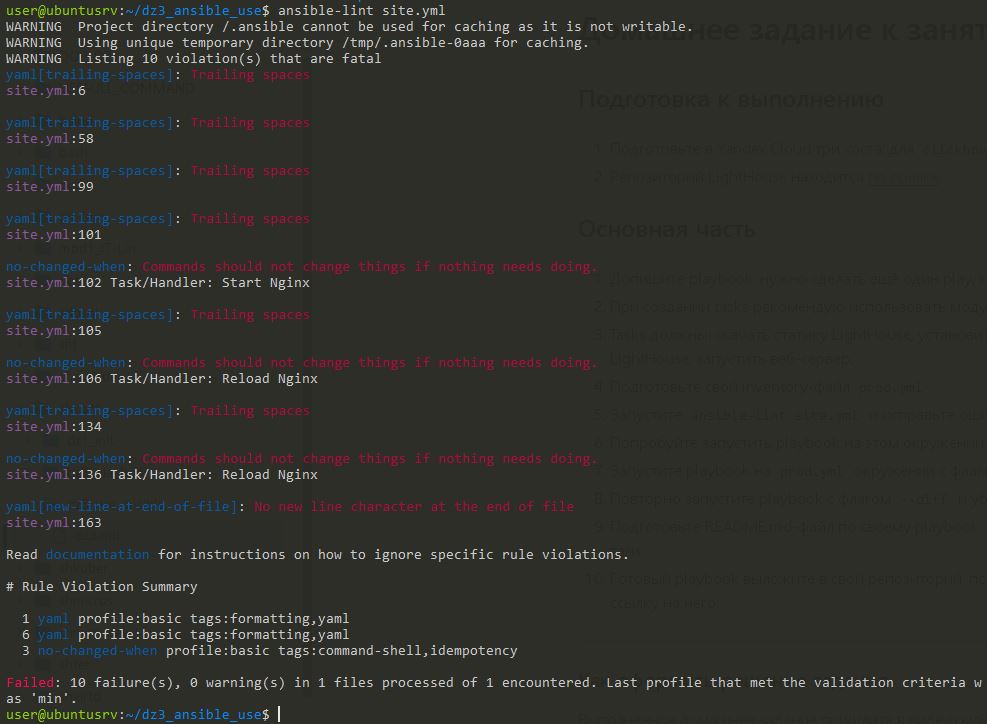 user@ubuntusrv:~/dz3_ansible_use$ ansible-lint site.yml
WARNING  Project directory /.ansible cannot be used for caching as it is not writable.
WARNING  Using unique temporary directory /tmp/.ansible-0aaa for caching.
WARNING  Listing 10 violation(s) that are fatal
yaml[trailing-spaces]: Trailing spaces
site.yml:6
yaml[trailing-spaces]: Trailing spaces
site.yml:58
yaml[trailing-spaces]: Trailing spaces
site.yml:99
yaml[trailing-spaces]: Trailing spaces
site.yml:101
no-changed-when: Commands should not change things if nothing needs doing.
site.yml:102 Task/Handler: Start Nginx
yaml[trailing-spaces]: Trailing spaces
site.yml:105
no-changed-when: Commands should not change things if nothing needs doing.
site.yml:106 Task/Handler: Reload Nginx
yaml[trailing-spaces]: Trailing spaces
site.yml:134
no-changed-when: Commands should not change things if nothing needs doing.
site.yml:136 Task/Handler: Reload Nginx
yaml[new-line-at-end-of-file]: No new line character at the end of file
site.yml:163
Read documentation for instructions on how to ignore specific rule violations.
# Rule Violation Summary
1 yaml profile:basic tags:formatting,yaml
6 yaml profile:basic tags:formatting,yaml
3 no-changed-when profile:basic tags:command-shell,idempotency
Failed: 10 failure(s), 0 warning(s) in 1 files processed of 1 encountered. Last profile that met the validation criteria w
as 'min'.
user@ubuntusrv:~/dz3_ansible_use$
Домашнее задание к занят
Подготовка к выполнению
Основная часть